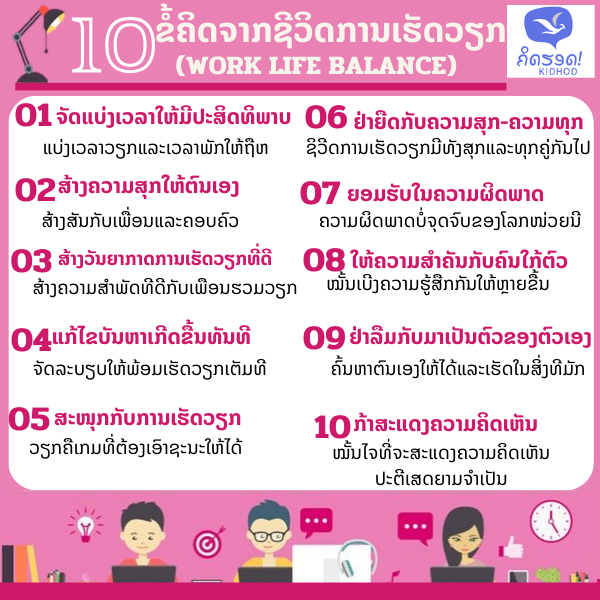 10 ຂໍ້ຄິດຈາກຊີວິດການເຮັດວຽກ
(WORK LIFE BALANCE)
ຄິດຮອດ!
KIDHOD
01 ຈັດແບ່ງເວລາໃຫ້ມີປະສິດທິພາບ
ແບ່ງເວລາວຽກແລະເວລາພັກໃຫ້ຖືຫ
02 ສ້າງຄວາມສຸກໃຫ້ຕົນເອງ
ສ້າງສັນກັບເພື່ອນແລະຄອບຄົວ
03 ສ້າງວັນຍາກາດການເຮັດວຽກທີ່ດີ
ສ້າງຄວາມສຳພັດທີດີກັບເພືອນຮວມວຽກ
04 ແກ້ໄຂບັນຫາເກີດຂື້ນທັນທີ
ຈັດລະບຽບໃຫ້ພ້ອມເຮັດວຽກເຕັມທີ
05 ສະໜຸກກັບການເຮັດວຽກ
ວຽກຄືເກມທີ່ຕ້ອງເອົາຊະນະໃຫ້ໄດ້
06 ຢ່າຍືດກັບຄວາມສຸກ-ຄວາມທຸກ
ຊິວີດການເຮັດວຽກມີທັງສຸກແລະທຸກຄູ່ກັນໄປ
07 ຍອມຮັບໃນຄວາມຜິດພາດ
ຄວາມຜິດພາດບໍ່ຈຸດຈົບຂອງໂລກໜ່ວຍນີ
08 ໃຫ້ຄວາມສຳຄັນກັບຄົນໃກ້ຕົວ
ໝັ້ນເບີງຄວາມຮູ້ສຶກກັນໃຫ້ຫຼາຍຂື້ນ
09 ຢ່າລືມກັບມາເປັນຕົວຂອງຕົວເອງ
ຄົ້ນຫາຕົນເອງໃຫ້ໄດ້ແລະເຮັດໃນສິ່ງທີມັກ
10 ກ້າສະແດງຄວາມຄິດເຫັນ
ໝັ້ນໃຈທີ່ຈະສະແດງຄວາມຄິດເຫັນ
ປະຕິເສດຍາມຈຳເປັນ